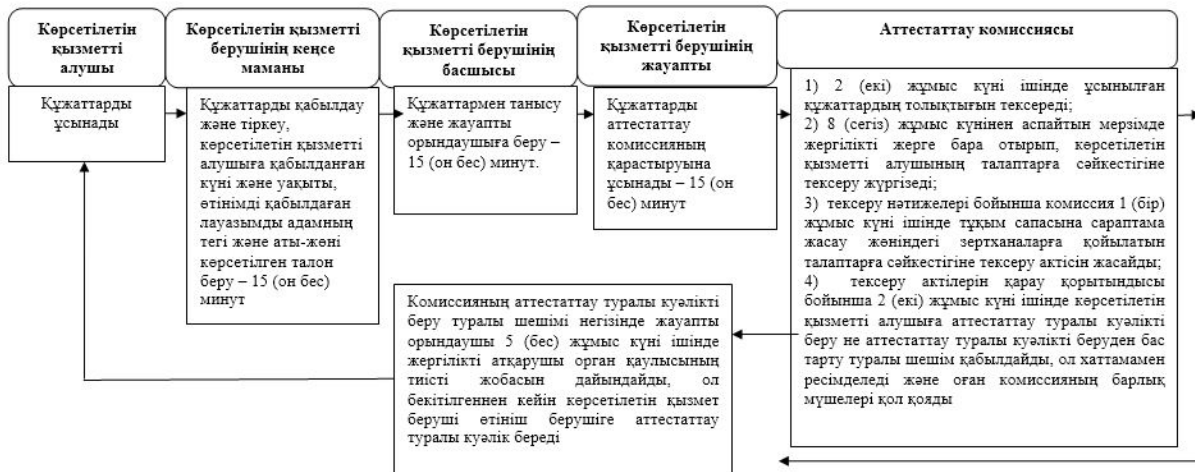 Көрсетілетін
қызметті
алушы
Көрсетілетін қызметті
берушінің кеңсе
маманы
Көрсетілетін
қызметті берушінің
басшысы
Көрсетілетін
қызметті берушінің
жауапты
Аттестаттау комиссиясы
Құжаттарды
ұсынады
Құжаттарды қабылдау
және тіркеу,
көрсетілетін қызметті
алушыға қабылданған
күні және уақыты,
өтінімді қабылдаған
лауазымды адамның
тегі және аты-жөні
көрсетілген талон
беру – 15 (он бес)
минут
Құжаттармен танысу
және жауапты
орындаушыға беру –
15 (он бес) минут.
Құжаттарды
аттестаттау
комиссияның
қарастыруына
ұсынады – 15 (он
бес) минут
1) 2 (екі) жұмыс күні ішінде ұсынылған
құжаттардың толықтығын тексереді;
2) 8 (сегіз) жұмыс күнінен аспайтын мерзімде
жергілікті жерге бара отырып, көрсетілетін
қызметті алушының талаптарға сәйкестігіне
тексеру жүргізеді;
3) тексеру нәтижелері бойынша комиссия 1 (бір)
жұмыс күні ішінде тұқым сапасына сараптама
жасау жөніндегі зертханаларға қойылатын
талаптарға сәйкестігіне тексеру актісін жасайды;
4) тексеру актілерін қарау қорытындысы
бойынша 2 (екі) жұмыс күні ішінде көрсетілетін
қызметті алушыға аттестаттау туралы куәлікті
беру не аттестаттау туралы куәлікті беруден бас
тарту туралы шешім қабылдайды, ол хаттамамен
ресімделеді және оған комиссияның барлық
мүшелері қол қояды
Комиссияның аттестаттау туралы куәлікті
беру туралы шешімі негізінде жауапты
орындаушы 5 (бес) жұмыс күні ішінде
жергілікті атқарушы орган қаулысының
тиісті жобасын дайындайды, ол
бекітілгеннен кейін көрсетілетін қызмет
беруші өтініш берушіге аттестаттау
туралы куәлік береді